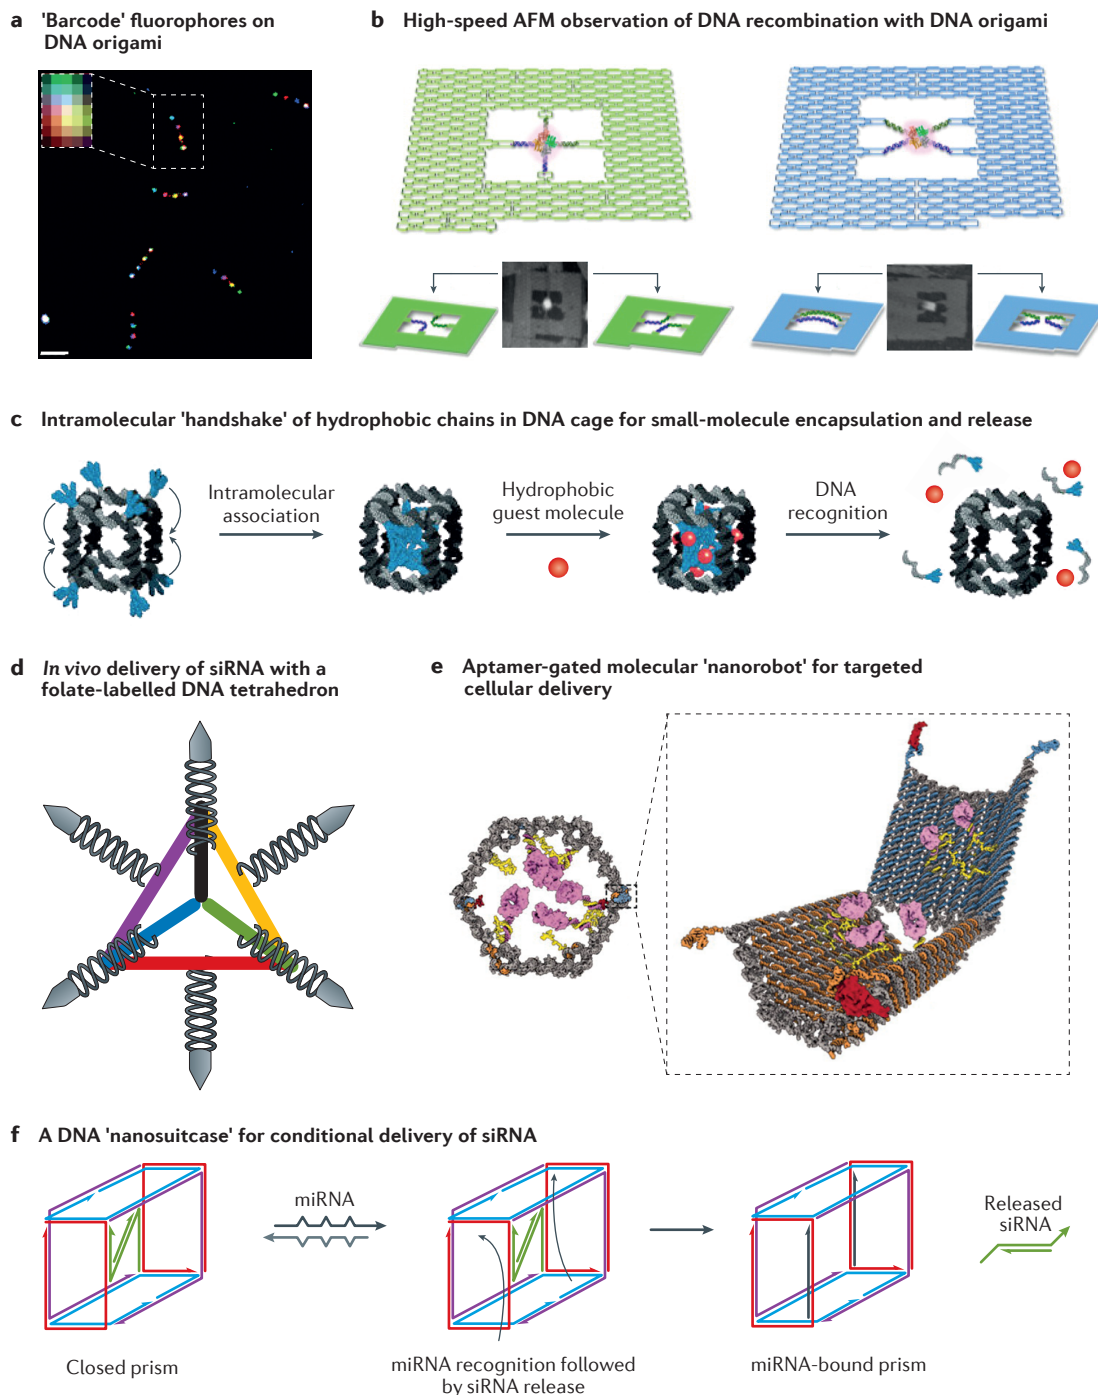 a 'Barcode' fluorophores on
DNA origami
b High-speed AFM observation of DNA recombination with DNA origami
c Intramolecular 'handshake' of hydrophobic chains in DNA cage for small-molecule encapsulation and release
Intramolecular
association
Hydrophobic
guest molecule
DNA
recognition
d In vivo delivery of siRNA with a
folate-labelled DNA tetrahedron
e Aptamer-gated molecular 'nanorobot' for targeted
cellular delivery
f A DNA 'nanosuitcase' for conditional delivery of siRNA
miRNA
Released
siRNA
Closed prism
miRNA recognition followed
by siRNA release
miRNA-bound prism